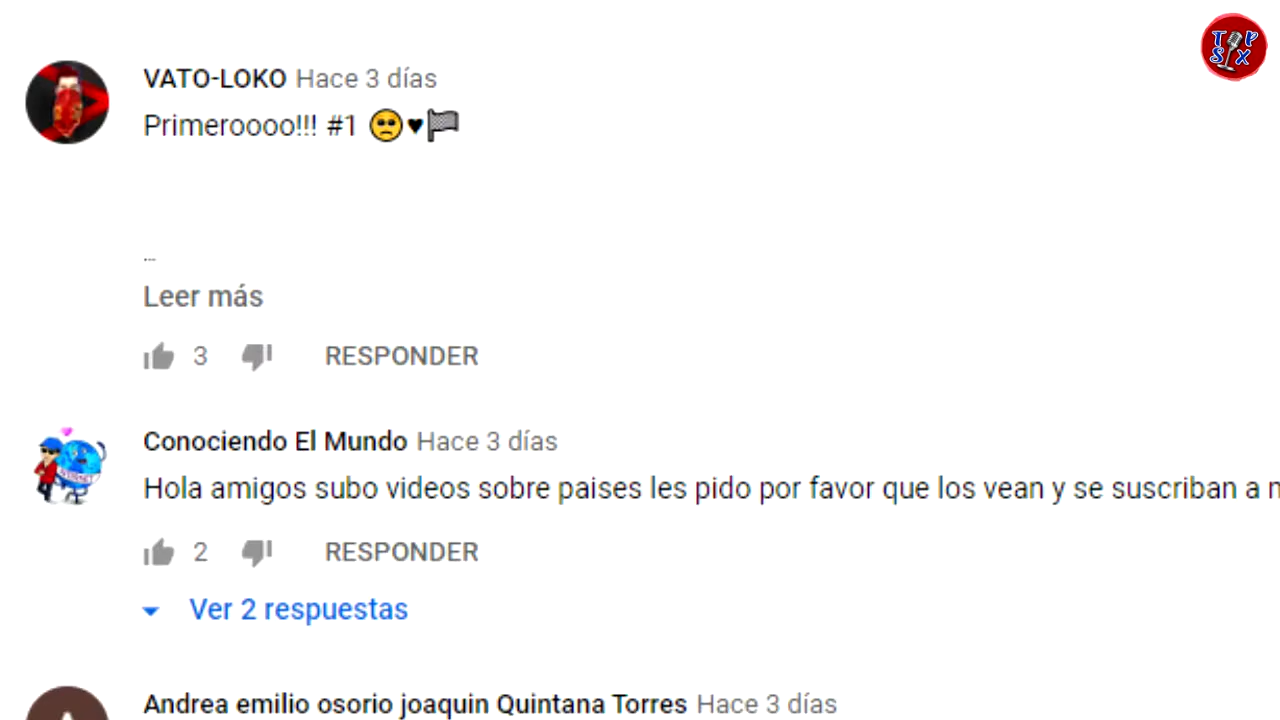 TOP
SIX
VATO-LOKO Hace 3 días
Primeroooo!!! #1 🥺♥🏴
...
Leer más
3 RESPONDER
Conociendo El Mundo Hace 3 días
Hola amigos subo videos sobre paises les pido por favor que los vean y se suscriban a
2 RESPONDER
Ver 2 respuestas
Andrea emilio osorio joaquin Quintana Torres Hace 3 días